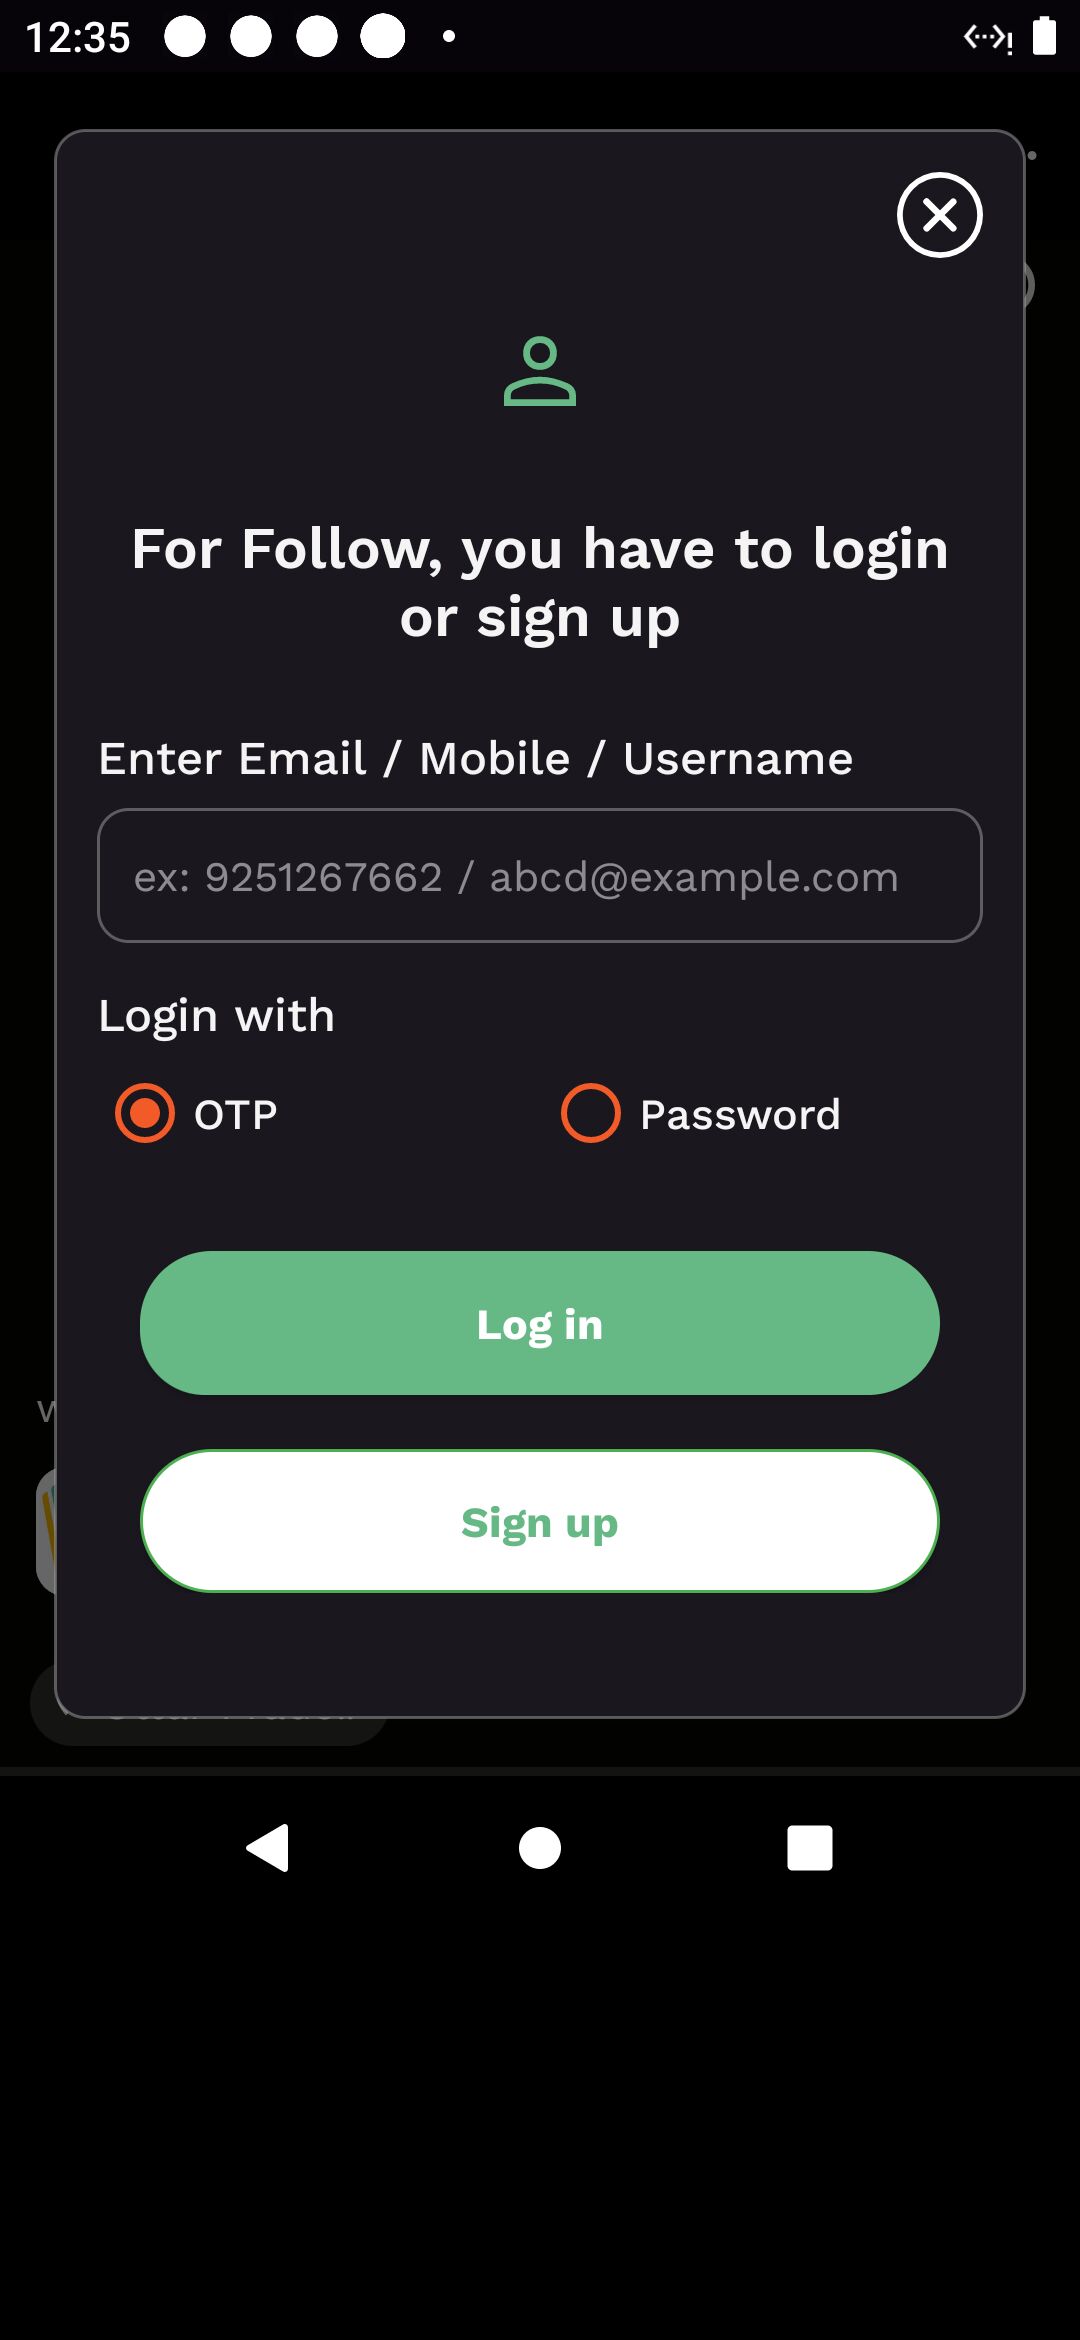 12:35
For Follow, you have to login
or sign up
Enter Email / Mobile / Username
ex: 9251267662 / abcd@example.com
Login with
OTP
Password
Log in
Sign up